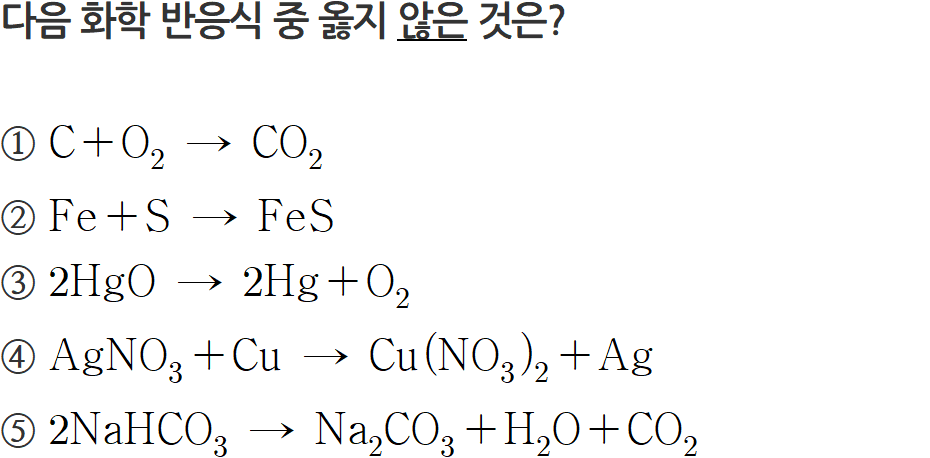 다음 화학 반응식 중 옳지 않은 것은?
① C+O₂ → CO₂
② Fe+S → FeS
③ 2HgO → 2Hg+O₂
④ AgNO₃+Cu → Cu(NO₃)₂+Ag
⑤ 2NaHCO₃ → Na₂CO₃+H₂O+CO₂